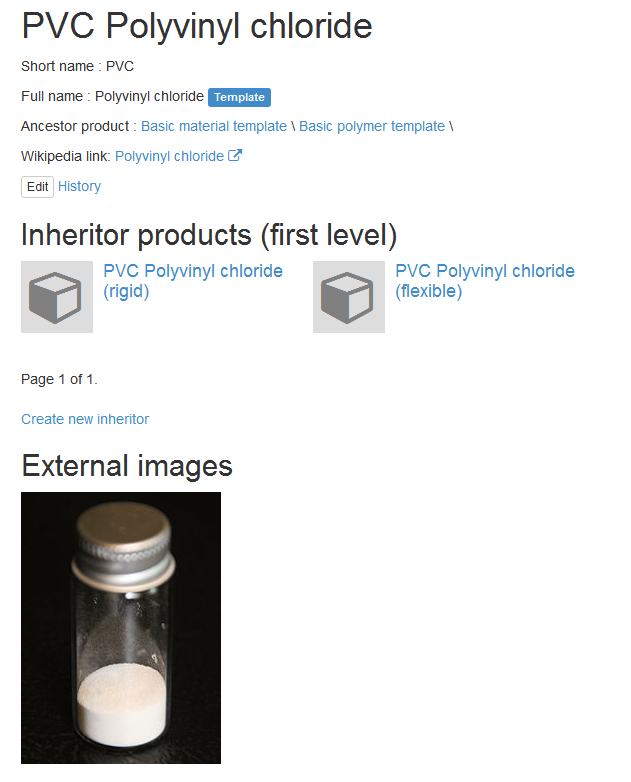 PVC Polyvinyl chloride
Short name : PVC
Full name : Polyvinyl chloride Template
Ancestor product : Basic material template \ Basic polymer template \
Wikipedia link: Polyvinyl chloride
Edit History
Inheritor products (first level)
PVC Polyvinyl chloride
(rigid)
PVC Polyvinyl chloride
(flexible)
Page 1 of 1.
Create new inheritor
External images